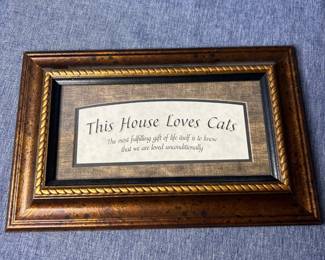 This House Loves Cats
The most fulfilling gift of life itself is to know
that we are loved unconditionally